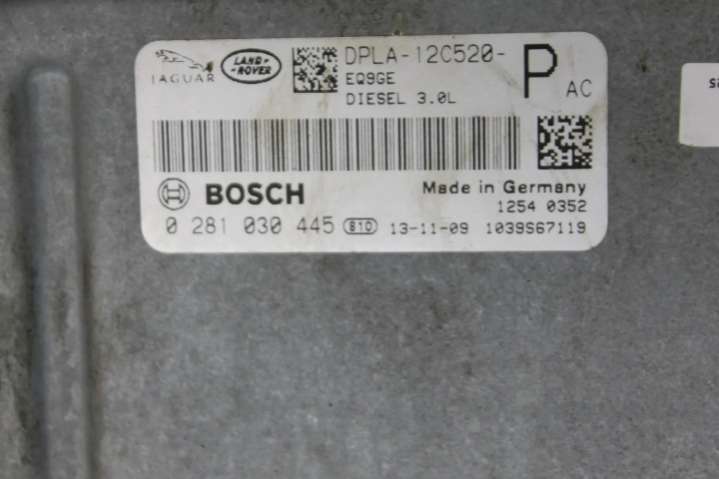 JAGUAR
LAND-
-ROVER
DPLA-12C520-
P AC
EQ9GE
DIESEL 3.0L
BOSCH
Made in Germany
1254 0352
0 281 030 445 810 13-11-09 1039S67119